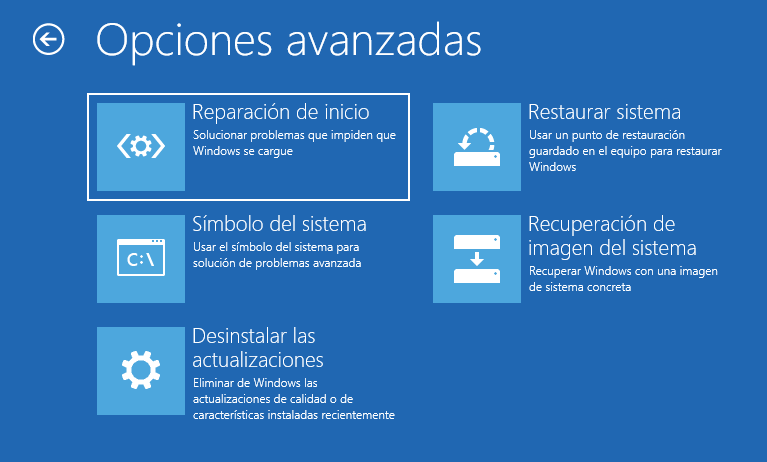 Opciones avanzadas
Reparación de inicio
Solucionar problemas que impiden que
Windows se cargue
Símbolo del sistema
Usar el símbolo del sistema para
solución de problemas avanzada
C:\
Desinstalar las
actualizaciones
Eliminar de Windows las
actualizaciones de calidad o de
características instaladas recientemente
Restaurar sistema
Usar un punto de restauración
guardado en el equipo para restaurar
Windows
Recuperación de
imagen del sistema
Recuperar Windows con una imagen
de sistema concreta